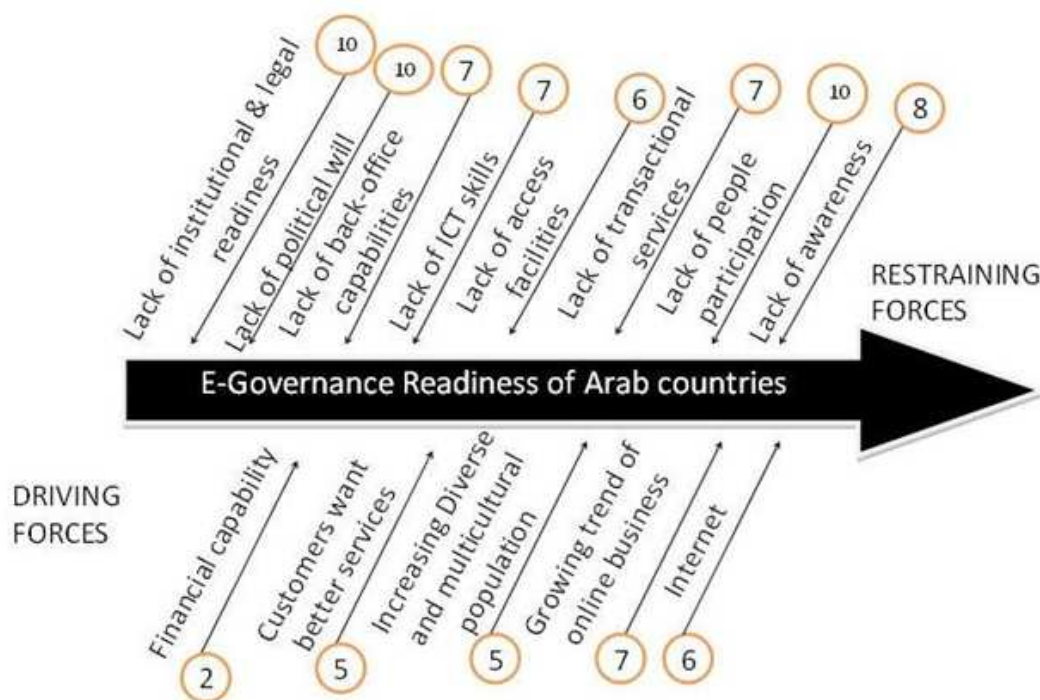 10
10
7
7
6
7
10
8
Lack of institutional & legal
readiness
Lack of political will
Lack of back-office
capabilities
Lack of ICT skills
Lack of access
facilities
Lack of transactional
services
Lack of people
participation
Lack of awareness
RESTRAINING
FORCES
E-Governance Readiness of Arab countries
DRIVING
FORCES
Financial capability
Customers want
better services
Increasing Diverse
and multicultural
population
Growing trend of
online business
Internet
2
5
5
7
6